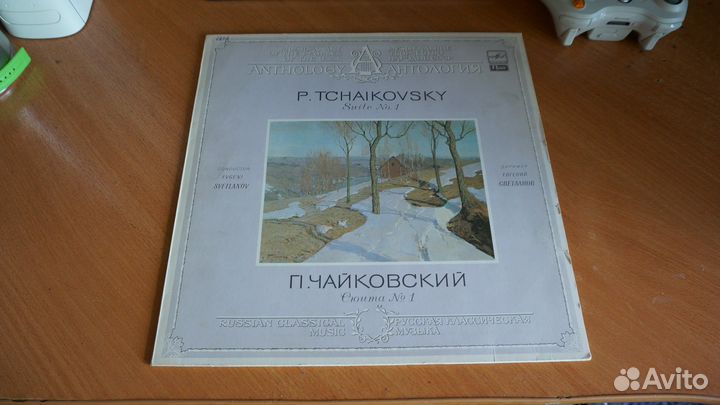 ANTHOLOGY АНТОЛОГИЯ
P. TCHAIKOVSKY
Suite No. 1
CONDUCTOR
EVGENI
SVETLANOV
ДИРИЖЕР
ЕВГЕНИЙ
СВЕТЛАНОВ
П. ЧАЙКОВСКИЙ
Сюита № 1
RUSSIAN CLASSICAL
MUSIC
РУССКАЯ КЛАССИЧЕСКАЯ
МУЗЫКА
Avito